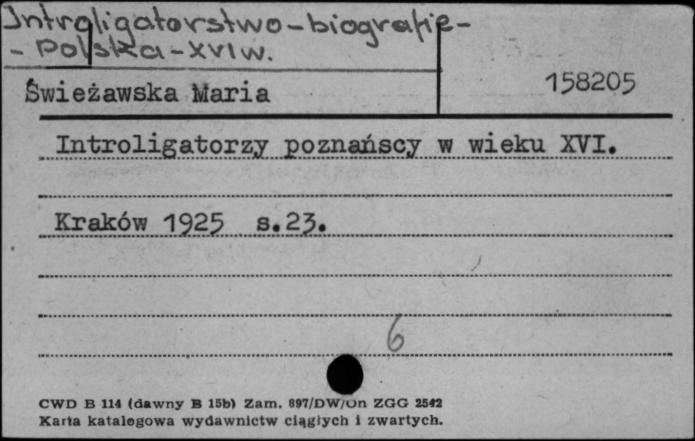 Introligatorstwo - biografie -
- Polska - XVI w.
Świeżawska Maria
158205
Introligatorzy poznańscy w wieku XVI.
Kraków 1925 s.23.
6
CWD B 114 (dawny B 15b) Zam. 897/DW/On ZGG 2542
Karta katalogowa wydawnictw ciągłych i zwartych.